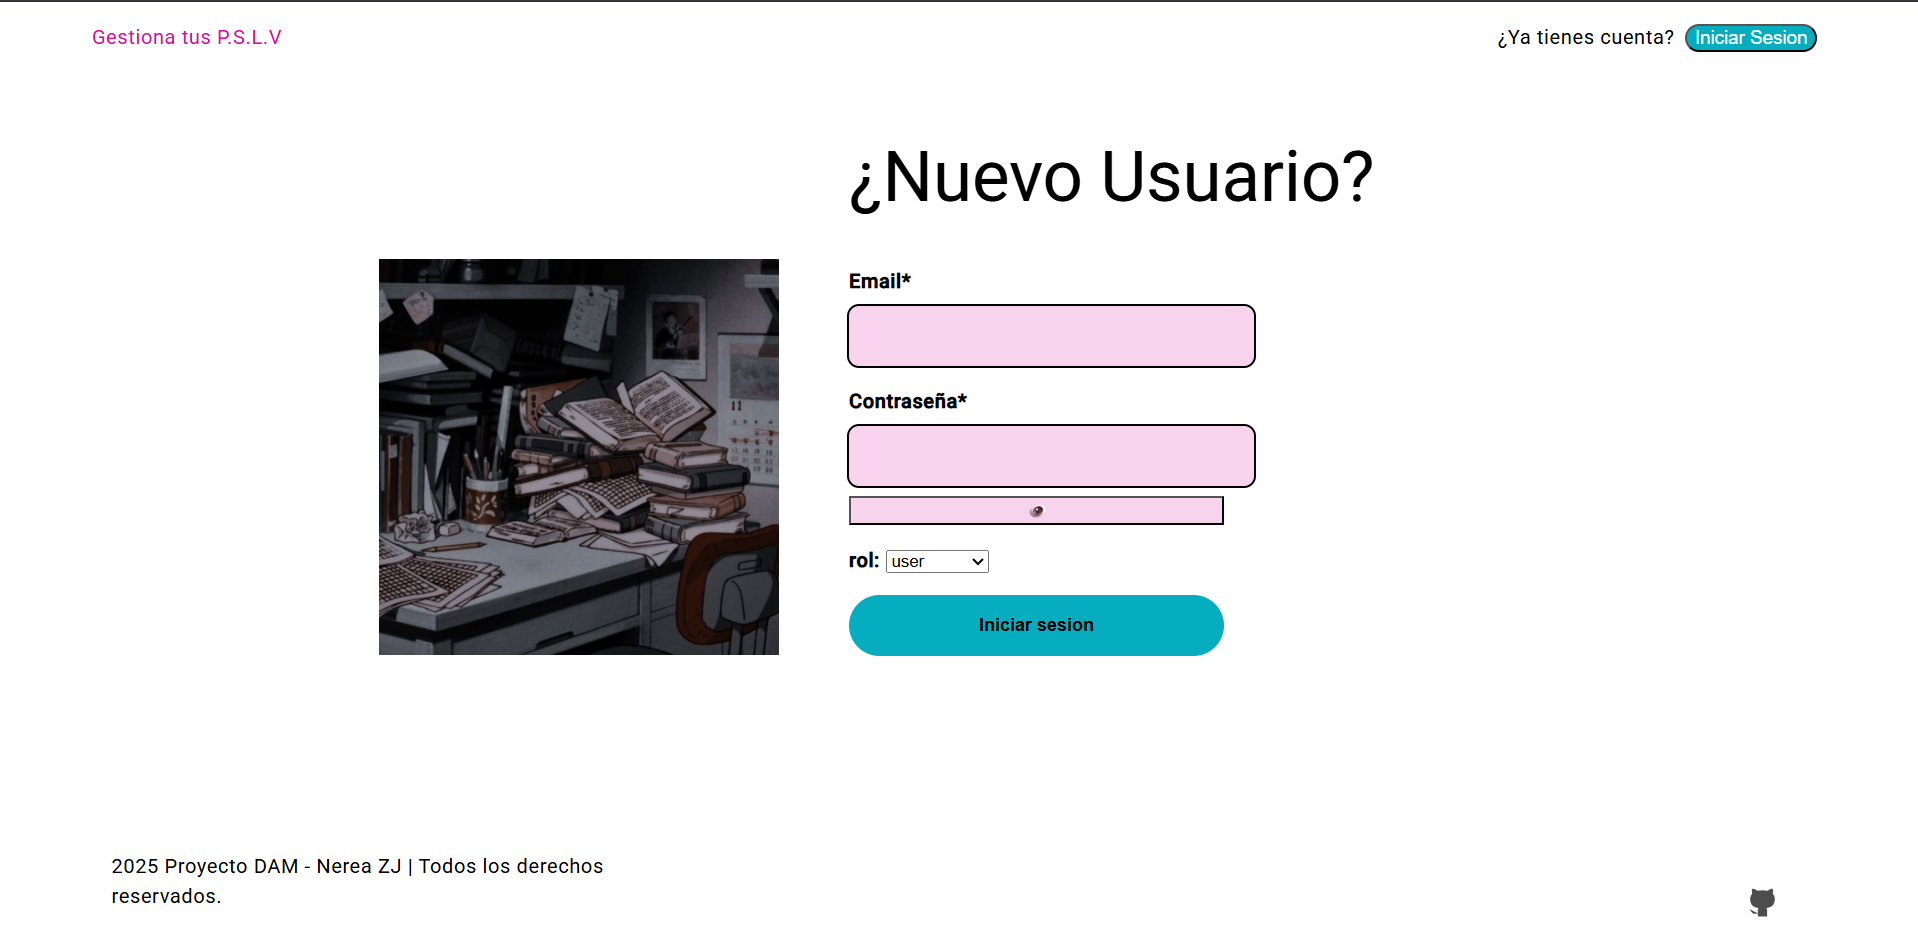 Gestiona tus P.S.L.V
¿Ya tienes cuenta? Iniciar Sesion
¿Nuevo Usuario?
Email*
Contraseña*
rol: user
Iniciar sesion
11
2025 Proyecto DAM - Nerea ZJ | Todos los derechos
reservados.